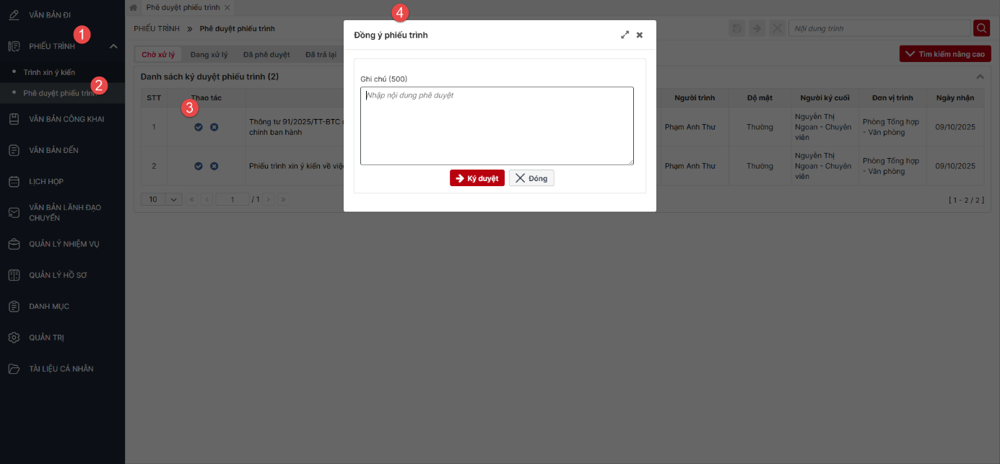 VĂN BẢN ĐI
1
PHIẾU TRÌNH
Trình xin ý kiến
2
Phê duyệt phiếu trình
VĂN BẢN CÔNG KHAI
VĂN BẢN ĐẾN
LỊCH HỌP
VĂN BẢN LÃNH ĐẠO
CHUYỂN
QUẢN LÝ NHIỆM VỤ
QUẢN LÝ HỒ SƠ
DANH MỤC
QUẢN TRỊ
TÀI LIỆU CÁ NHÂN
Phê duyệt phiếu trình
PHIẾU TRÌNH » Phê duyệt phiếu trình
Nội dung trình
Chờ xử lý Đang xử lý Đã phê duyệt Đã trả lại
Tìm kiếm nâng cao
Danh sách ký duyệt phiếu trình (2)
STT Thao tác Người trình Độ mật Người ký cuối Đơn vị trình Ngày nhận
3
1 Thông tư 91/2025/TT-BTC
chính ban hành
Phạm Anh Thư Thường
Nguyễn Thị
Ngoan - Chuyên
viên
Phòng Tổng hợp
- Văn phòng
09/10/2025
2 Phiếu trình xin ý kiến về
Phạm Anh Thư Thường
Nguyễn Thị
Ngoan - Chuyên
viên
Phòng Tổng hợp
- Văn phòng
09/10/2025
10 « ‹ 1 / 1 › »
[ 1 - 2 / 2 ]
4
Đồng ý phiếu trình
Ghi chú (500)
Nhập nội dung phê duyệt
Ký duyệt Đóng